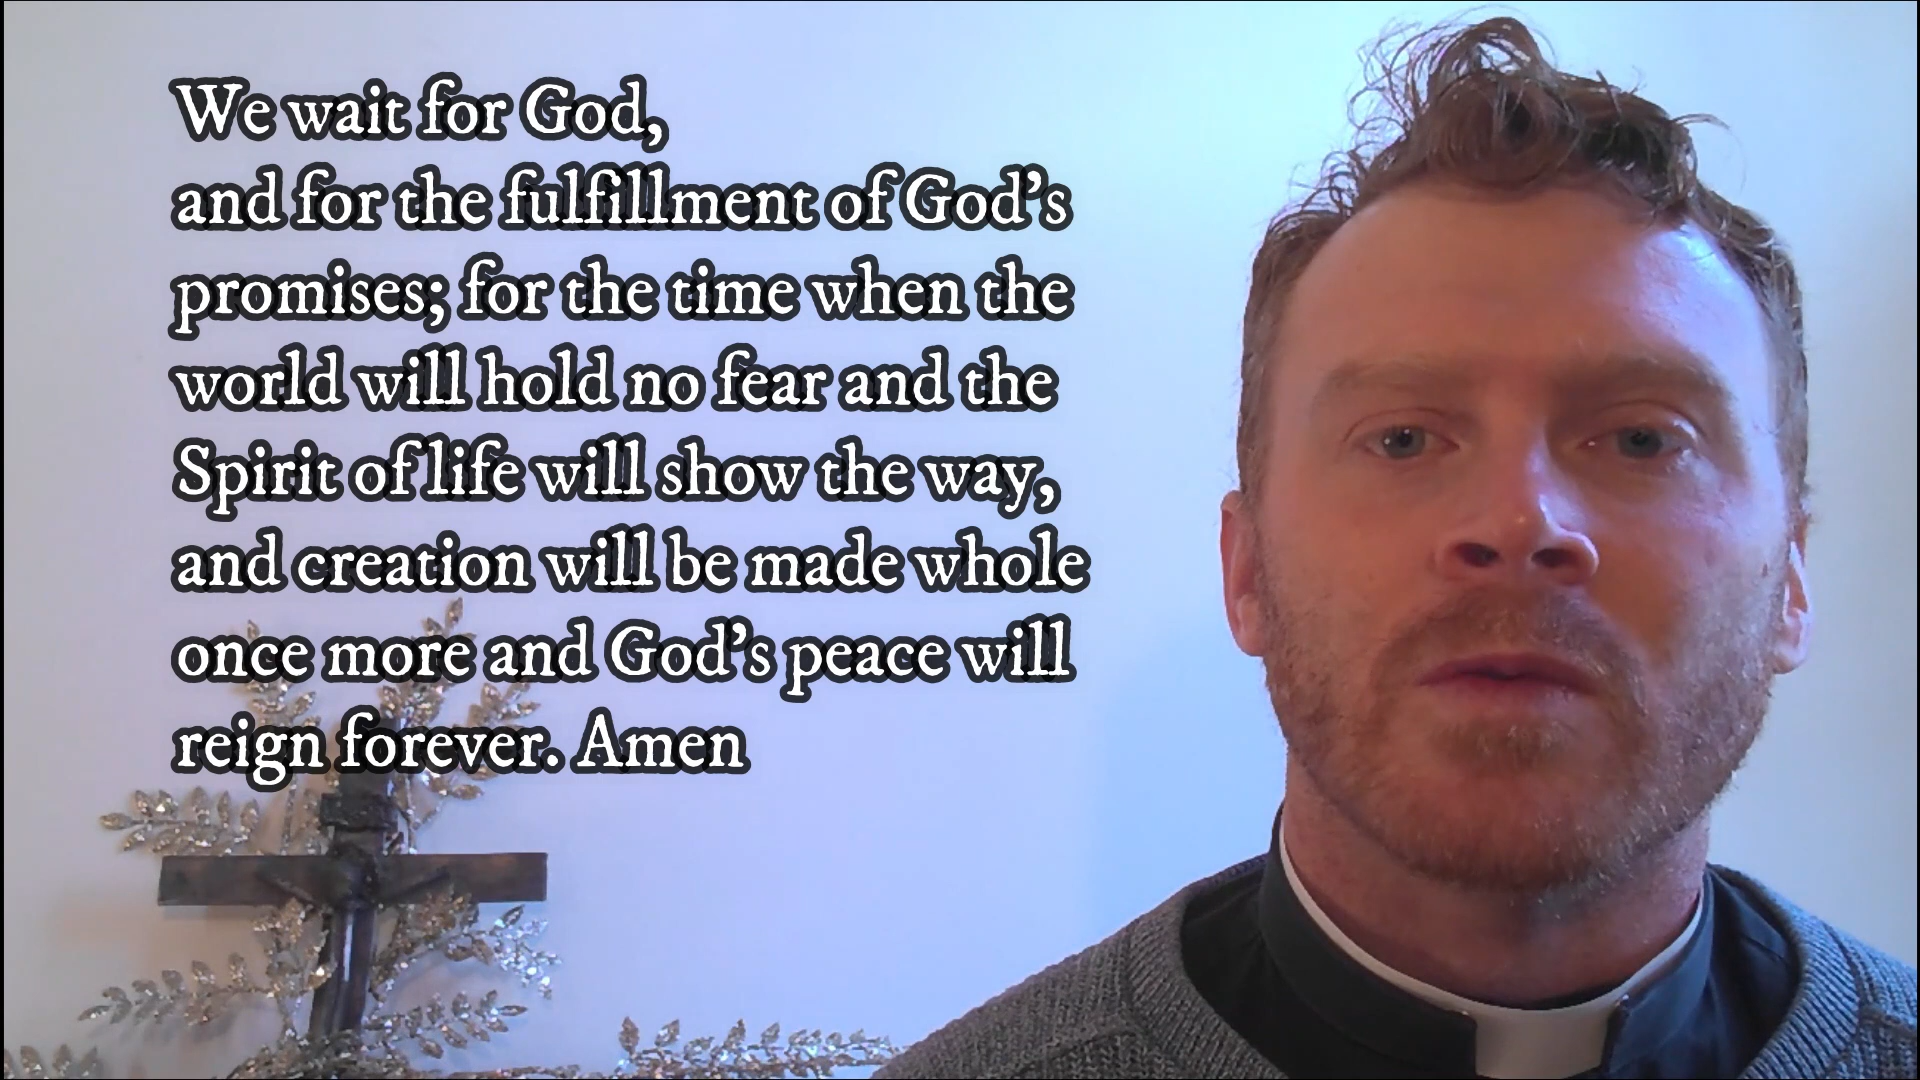 We wait for God,
and for the fulfillment of God's
promises; for the time when the
world will hold no fear and the
Spirit of life will show the way,
and creation will be made whole
once more and God's peace will
reign forever. Amen